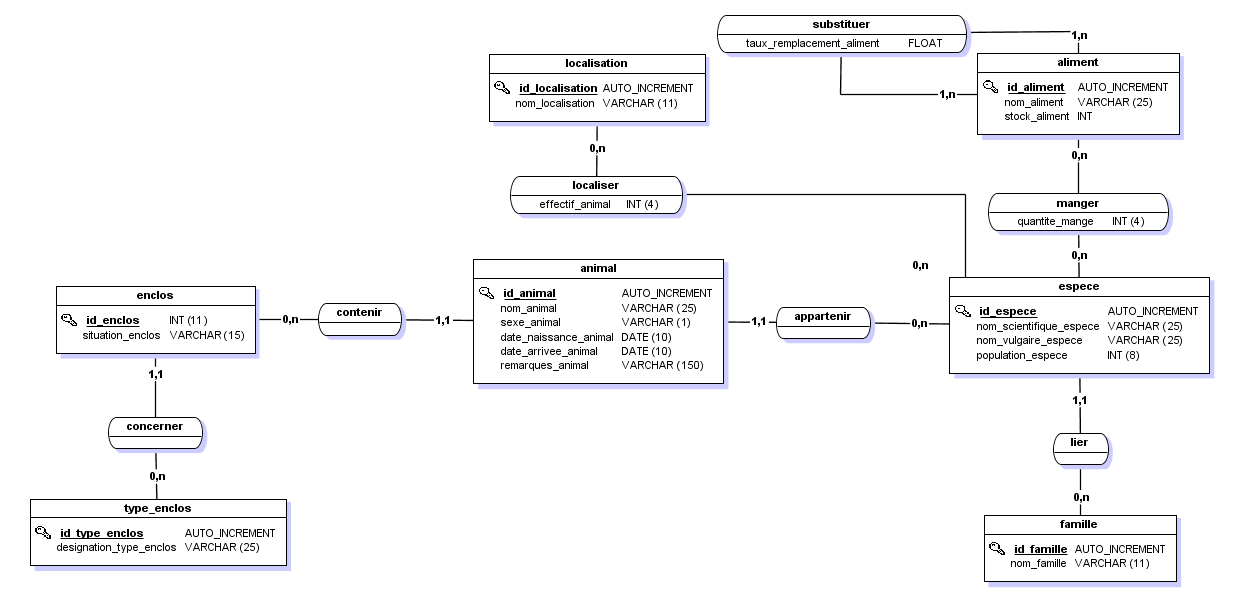 substituer
taux_remplacement_aliment FLOAT
1,n
1,n
localisation
id_localisation AUTO_INCREMENT
nom_localisation VARCHAR (11)
aliment
id_aliment AUTO_INCREMENT
nom_aliment VARCHAR (25)
stock_aliment INT
0,n
0,n
localiser
effectif_animal INT (4)
manger
quantite_mange INT (4)
0,n
0,n
animal
id_animal AUTO_INCREMENT
nom_animal VARCHAR (25)
sexe_animal VARCHAR (1)
date_naissance_animal DATE (10)
date_arrivee_animal DATE (10)
remarques_animal VARCHAR (150)
espece
id_espece AUTO_INCREMENT
nom_scientifique_espece VARCHAR (25)
nom_vulgaire_espece VARCHAR (25)
population_espece INT (8)
enclos
id_enclos INT (11)
situation_enclos VARCHAR (15)
0,n
contenir
1,1
1,1
appartenir
0,n
1,1
concerner
0,n
1,1
lier
0,n
type_enclos
id_type_enclos AUTO_INCREMENT
designation_type_enclos VARCHAR (25)
famille
id_famille AUTO_INCREMENT
nom_famille VARCHAR (11)